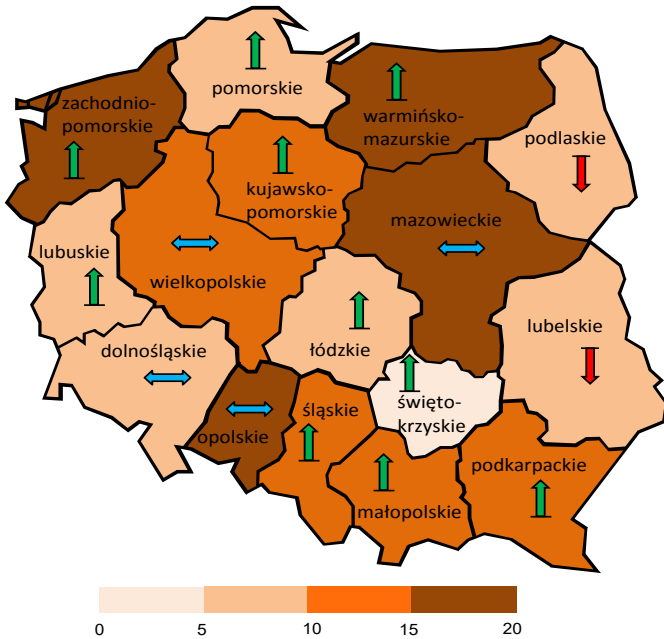 pomorskie
zachodnio-
pomorskie
warmińsko-
mazurskie
podlaskie
kujawsko-
pomorskie
mazowieckie
lubuskie
wielkopolskie
lubelskie
dolnośląskie
łódzkie
święto-
krzyskie
śląskie
opolskie
podkarpackie
małopolskie
0 5 10 15 20